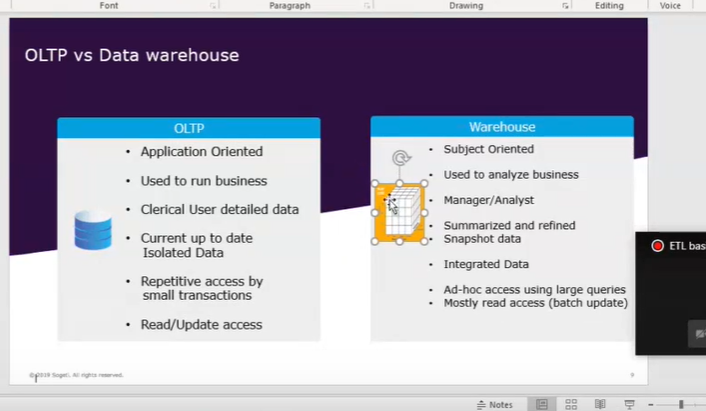 Font Paragraph Drawing Editing Voice
OLTP vs Data warehouse
OLTP
• Application Oriented
• Used to run business
• Clerical User detailed data
• Current up to date
Isolated Data
• Repetitive access by
small transactions
• Read/Update access
Warehouse
• Subject Oriented
• Used to analyze business
• Manager/Analyst
• Summarized and refined
• Snapshot data
• Integrated Data
• Ad-hoc access using large queries
• Mostly read access (batch update)
ETL bas
©2019 Sogeti. All rights reserved.
9
Notes